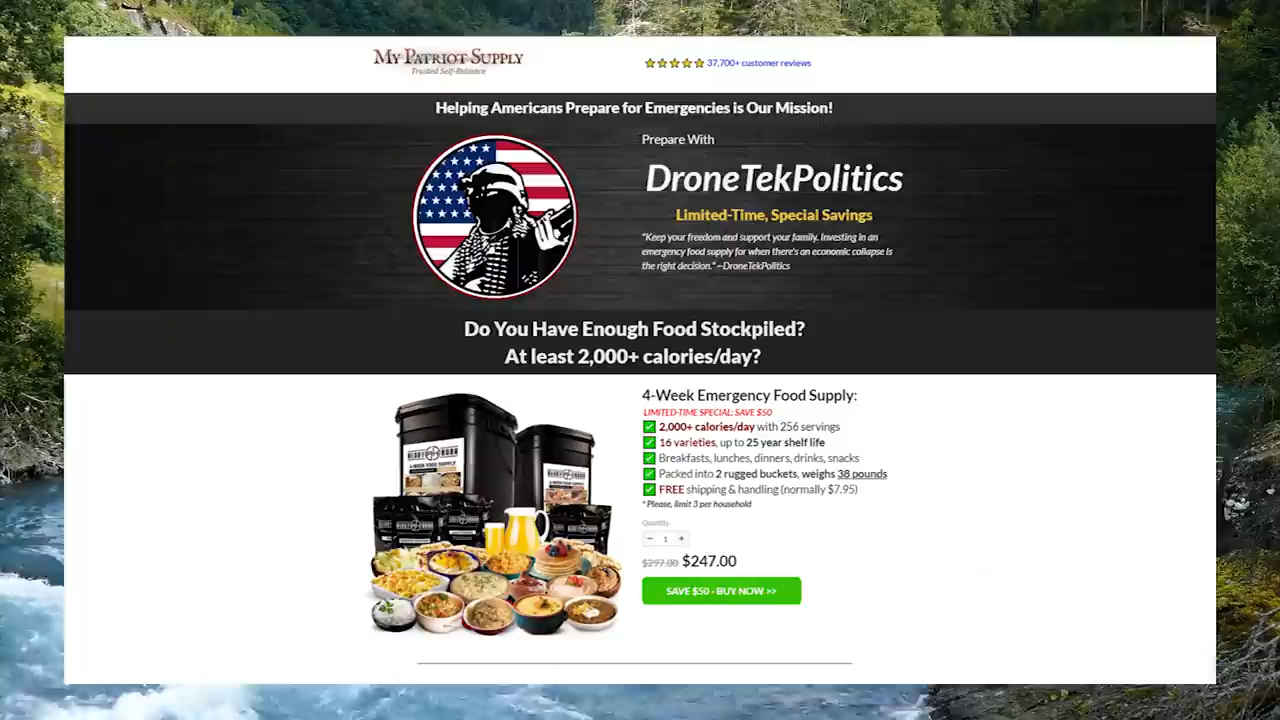 MY PATRIOT SUPPLY
Trusted Self-Reliance
37,700+ customer reviews
Helping Americans Prepare for Emergencies is Our Mission!
Prepare With
DroneTekPolitics
Limited-Time, Special Savings
"Keep your freedom and support your family. Investing in an
emergency food supply for when there's an economic collapse is
the right decision." –DroneTekPolitics
Do You Have Enough Food Stockpiled?
At least 2,000+ calories/day?
4-Week Emergency Food Supply:
LIMITED-TIME SPECIAL: SAVE $50
2,000+ calories/day with 256 servings
16 varieties, up to 25 year shelf life
Breakfasts, lunches, dinners, drinks, snacks
Packed into 2 rugged buckets, weighs 38 pounds
FREE shipping & handling (normally $7.95)
* Please, limit 3 per household
Quantity
− 1 +
$297.00 $247.00
SAVE $50 - BUY NOW >>
4-WEEK FOOD SUPPLY